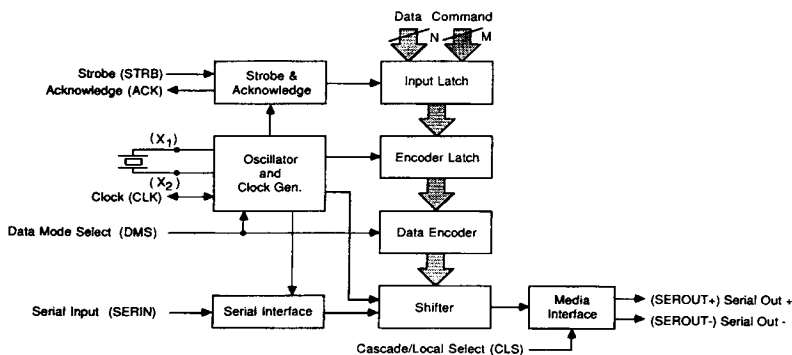 Data Command
N M
Strobe (STRB)
Acknowledge (ACK)
Strobe &
Acknowledge
Input Latch
(X1)
(X2)
Clock (CLK)
Oscillator
and
Clock Gen.
Encoder Latch
Data Mode Select (DMS)
Data Encoder
Serial Input (SERIN)
Serial Interface
Shifter
Media
Interface
(SEROUT+) Serial Out +
(SEROUT-) Serial Out -
Cascade/Local Select (CLS)